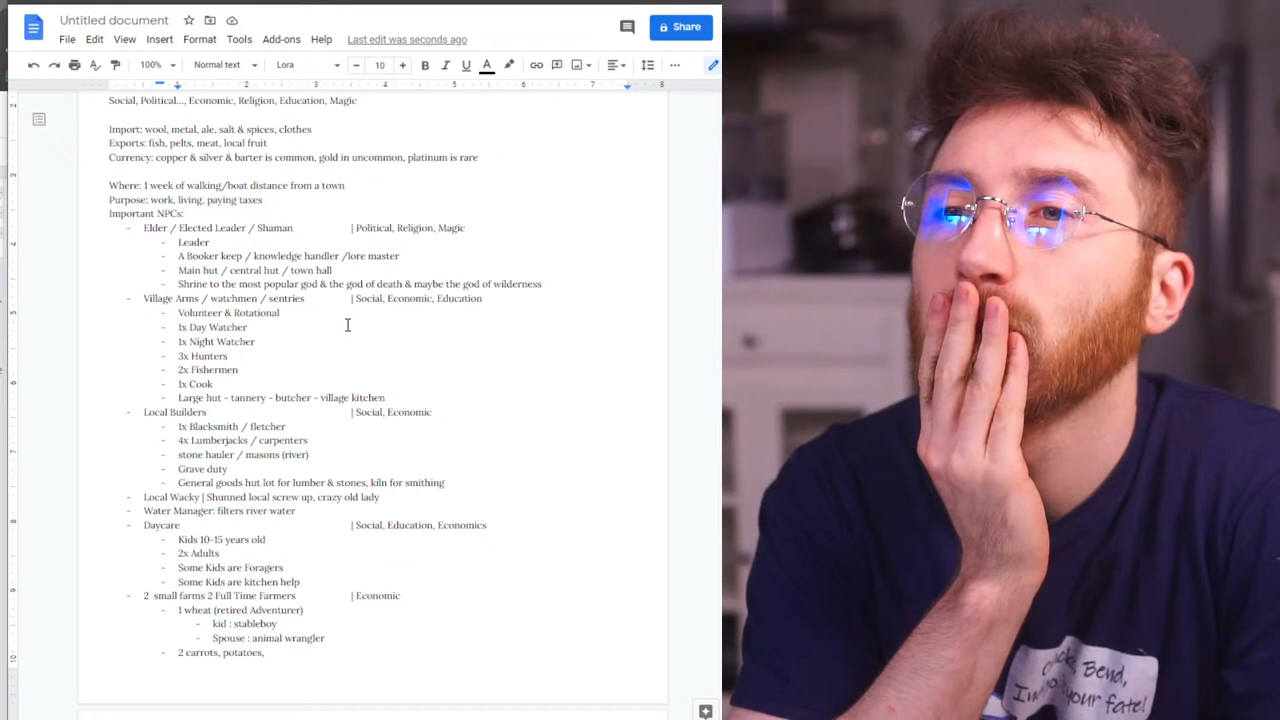 Untitled document
File Edit View Insert Format Tools Add-ons Help Last edit was seconds ago
Share
100% Normal text Lora 10 B I U A
1 2 3 4 5 6 7 8
Social, Political..., Economic, Religion, Education, Magic
Import: wool, metal, ale, salt & spices, clothes
Exports: fish, pelts, meat, local fruit
Currency: copper & silver & barter is common, gold in uncommon, platinum is rare
Where: 1 week of walking/boat distance from a town
Purpose: work, living, paying taxes
Important NPCs:
- Elder / Elected Leader / Shaman | Political, Religion, Magic
- Leader
- A Booker keep / knowledge handler /lore master
- Main hut / central hut / town hall
- Shrine to the most popular god & the god of death & maybe the god of wilderness
- Village Arms / watchmen / sentries | Social, Economic, Education
- Volunteer & Rotational
- 1x Day Watcher
- 1x Night Watcher
- 3x Hunters
- 2x Fishermen
- 1x Cook
- Large hut - tannery - butcher - village kitchen
- Local Builders | Social, Economic
- 1x Blacksmith / fletcher
- 4x Lumberjacks / carpenters
- stone hauler / masons (river)
- Grave duty
- General goods hut lot for lumber & stones, kiln for smithing
- Local Wacky | Shunned local screw up, crazy old lady
- Water Manager: filters river water
- Daycare | Social, Education, Economics
- Kids 10-15 years old
- 2x Adults
- Some Kids are Foragers
- Some Kids are kitchen help
- 2 small farms 2 Full Time Farmers | Economic
- 1 wheat (retired Adventurer)
- kid : stableboy
- Spouse : animal wrangler
- 2 carrots, potatoes,
Bend,
your fate!